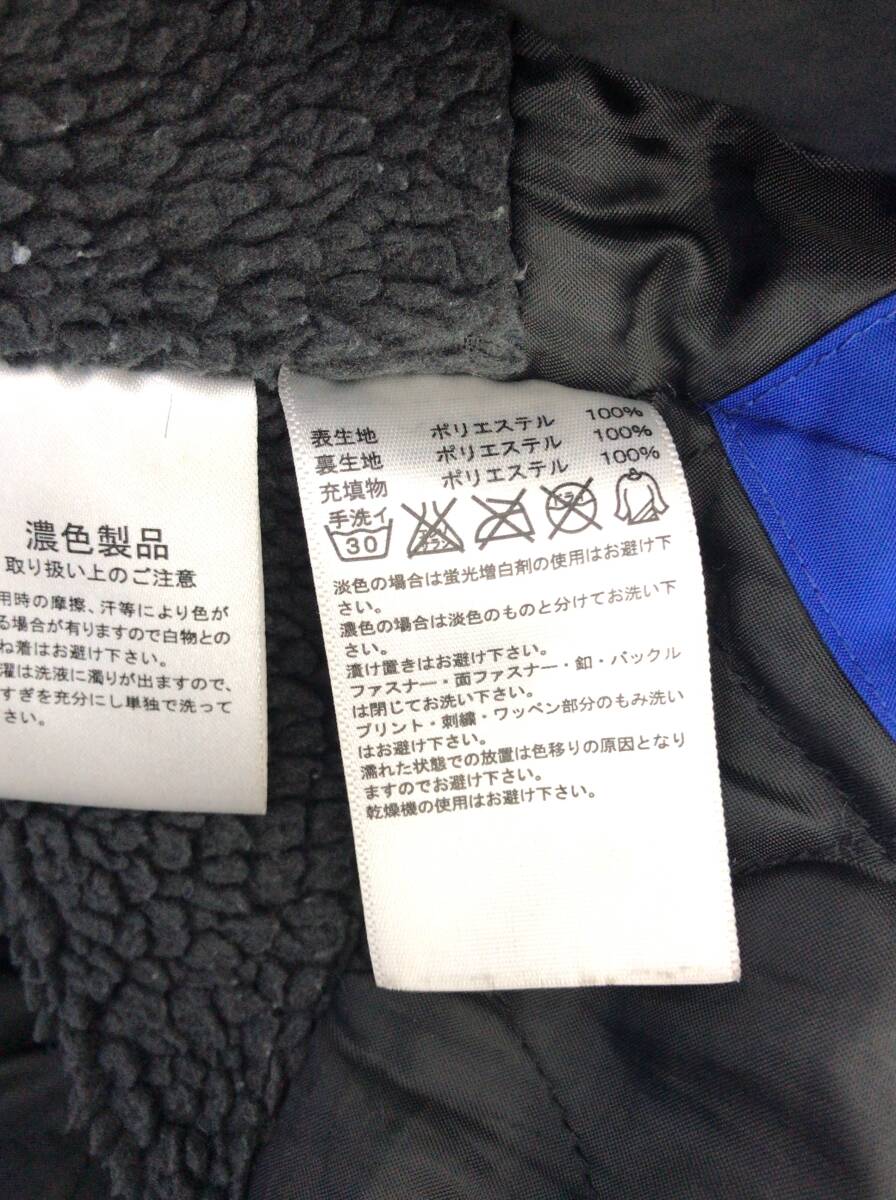 濃色製品
取り扱い上のご注意
用時の摩擦、汗等により色が
る場合が有りますので白物との
ね着はお避け下さい。
濯は洗液に濁りが出ますので、
すぎを充分にし単独で洗って
さい。
表生地 ポリエステル 100%
裏生地 ポリエステル 100%
充填物 ポリエステル 100%
手洗イ
30
エンソ
サラシ
ドライ
淡色の場合は蛍光増白剤の使用はお避け下
さい。
濃色の場合は淡色のものと分けてお洗い下
さい。
漬け置きはお避け下さい。
ファスナー・面ファスナー・釦・バックル
は閉じてお洗い下さい。
プリント・刺繍・ワッペン部分のもみ洗い
はお避け下さい。
濡れた状態での放置は色移りの原因となり
ますのでお避け下さい。
乾燥機の使用はお避け下さい。